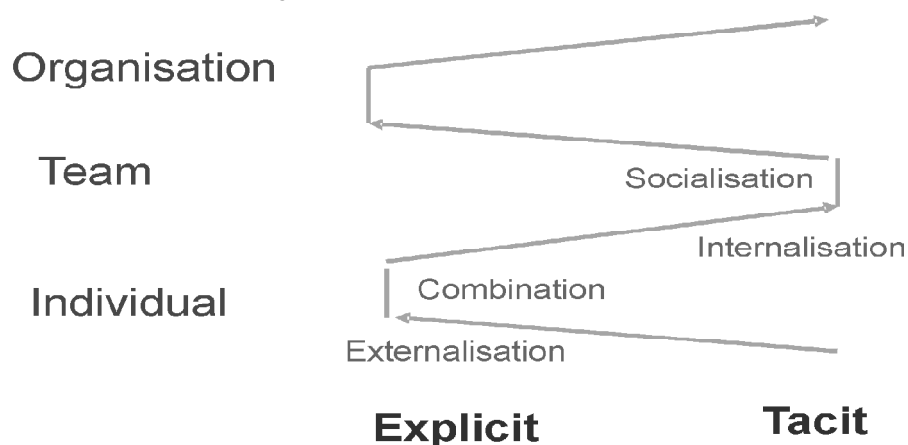 Organisation
Team
Socialisation
Internalisation
Individual
Combination
Externalisation
Explicit
Tacit